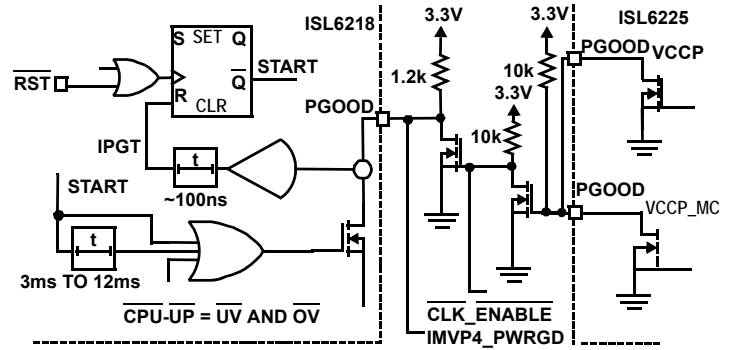 ISL6218
3.3V
3.3V
ISL6225
S SET Q
PGOOD VCCP
1.2k
10k
RST
Q
START
3.3V
R
CLR
PGOOD
IPGT
10k
t
START
~100ns
PGOOD
VCCP_MC
t
3ms TO 12ms
CPU-UP = UV AND OV
CLK_ENABLE
IMVP4_PWRGD